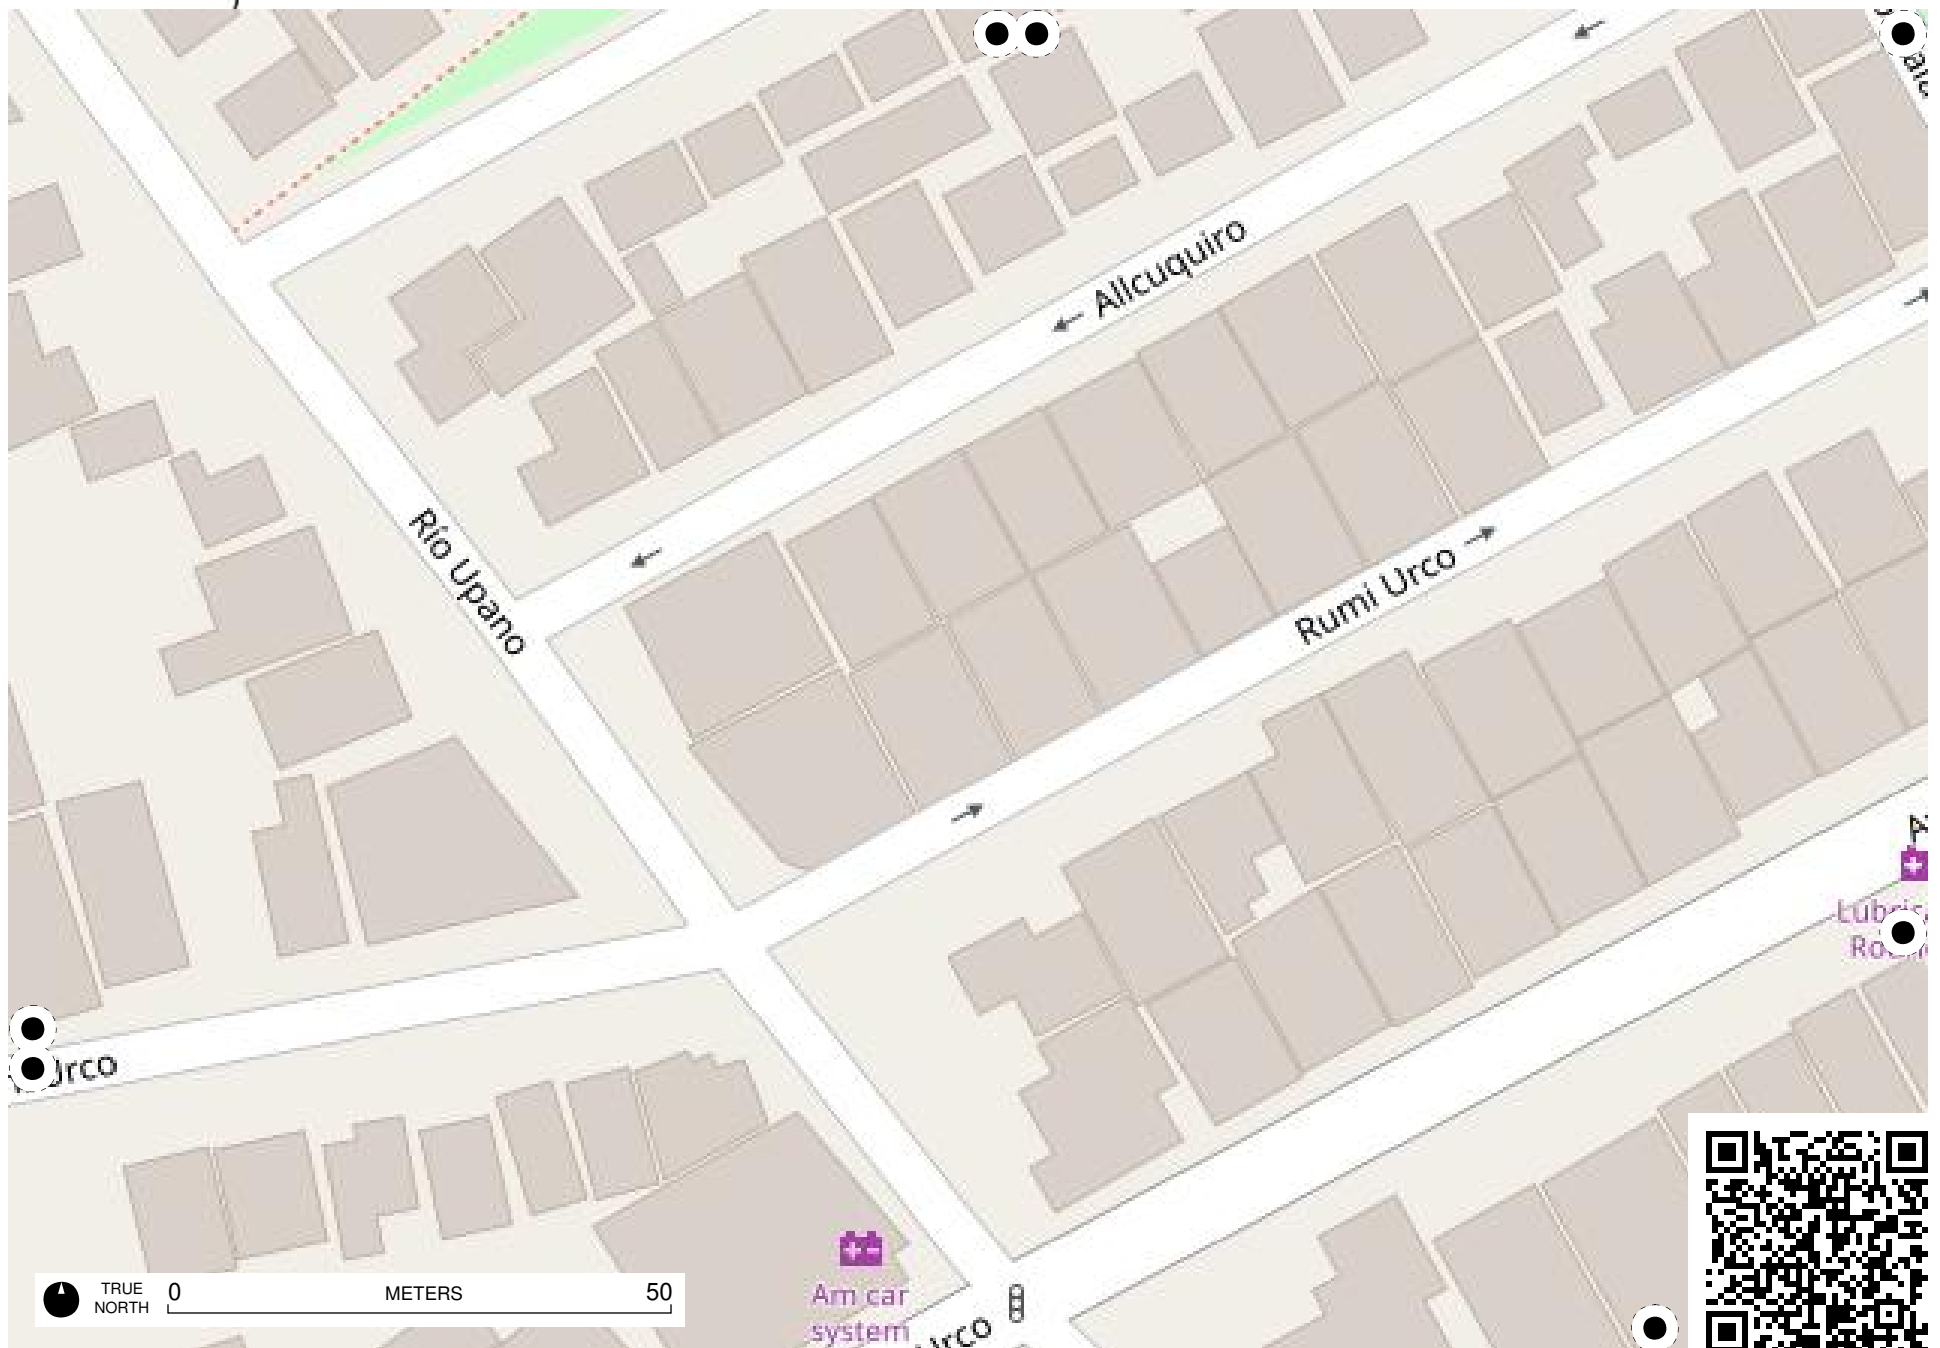 Allcuquiro
Río Upano
Rumi Urco
Urco
Am car
system
Urco
TRUE
NORTH
0
METERS
50